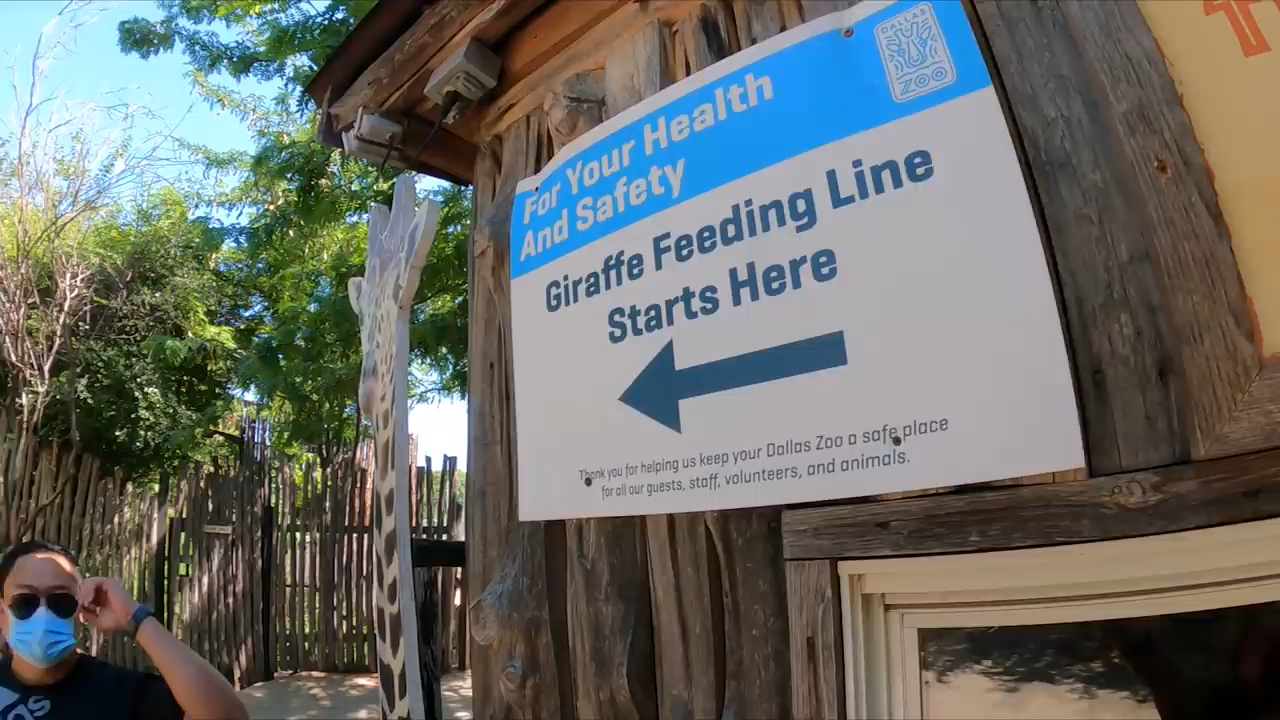 DALLAS
ZOO
For Your Health
And Safety
Giraffe Feeding Line
Starts Here
Thank you for helping us keep your Dallas Zoo a safe place
for all our guests, staff, volunteers, and animals.